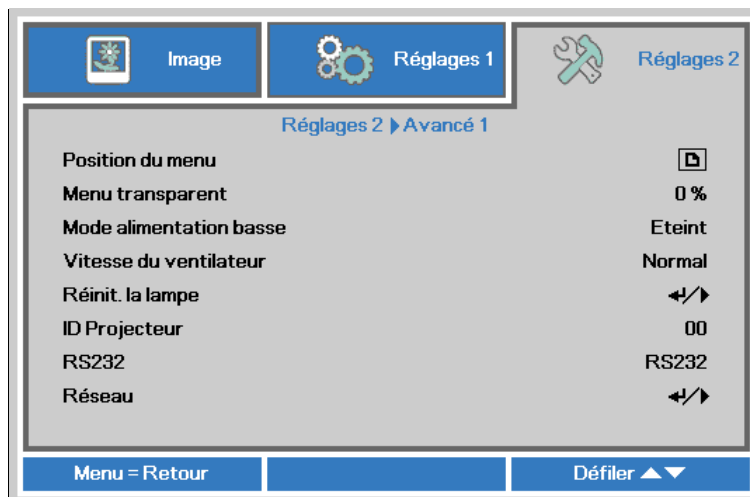 Image
Réglages 1
Réglages 2
Réglages 2 ▶ Avancé 1
Position du menu
Menu transparent 0 %
Mode alimentation basse Eteint
Vitesse du ventilateur Normal
Réinit. la lampe ↵/▶
ID Projecteur 00
RS232 RS232
Réseau ↵/▶
Menu = Retour Défiler ▲▼